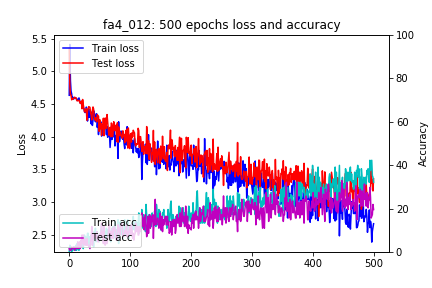 fa4_012: 500 epochs loss and accuracy
Train loss
Test loss
Train acc
Test acc
Loss
Accuracy
5.5
5.0
4.5
4.0
3.5
3.0
2.5
100
80
60
40
20
0
0 100 200 300 400 500